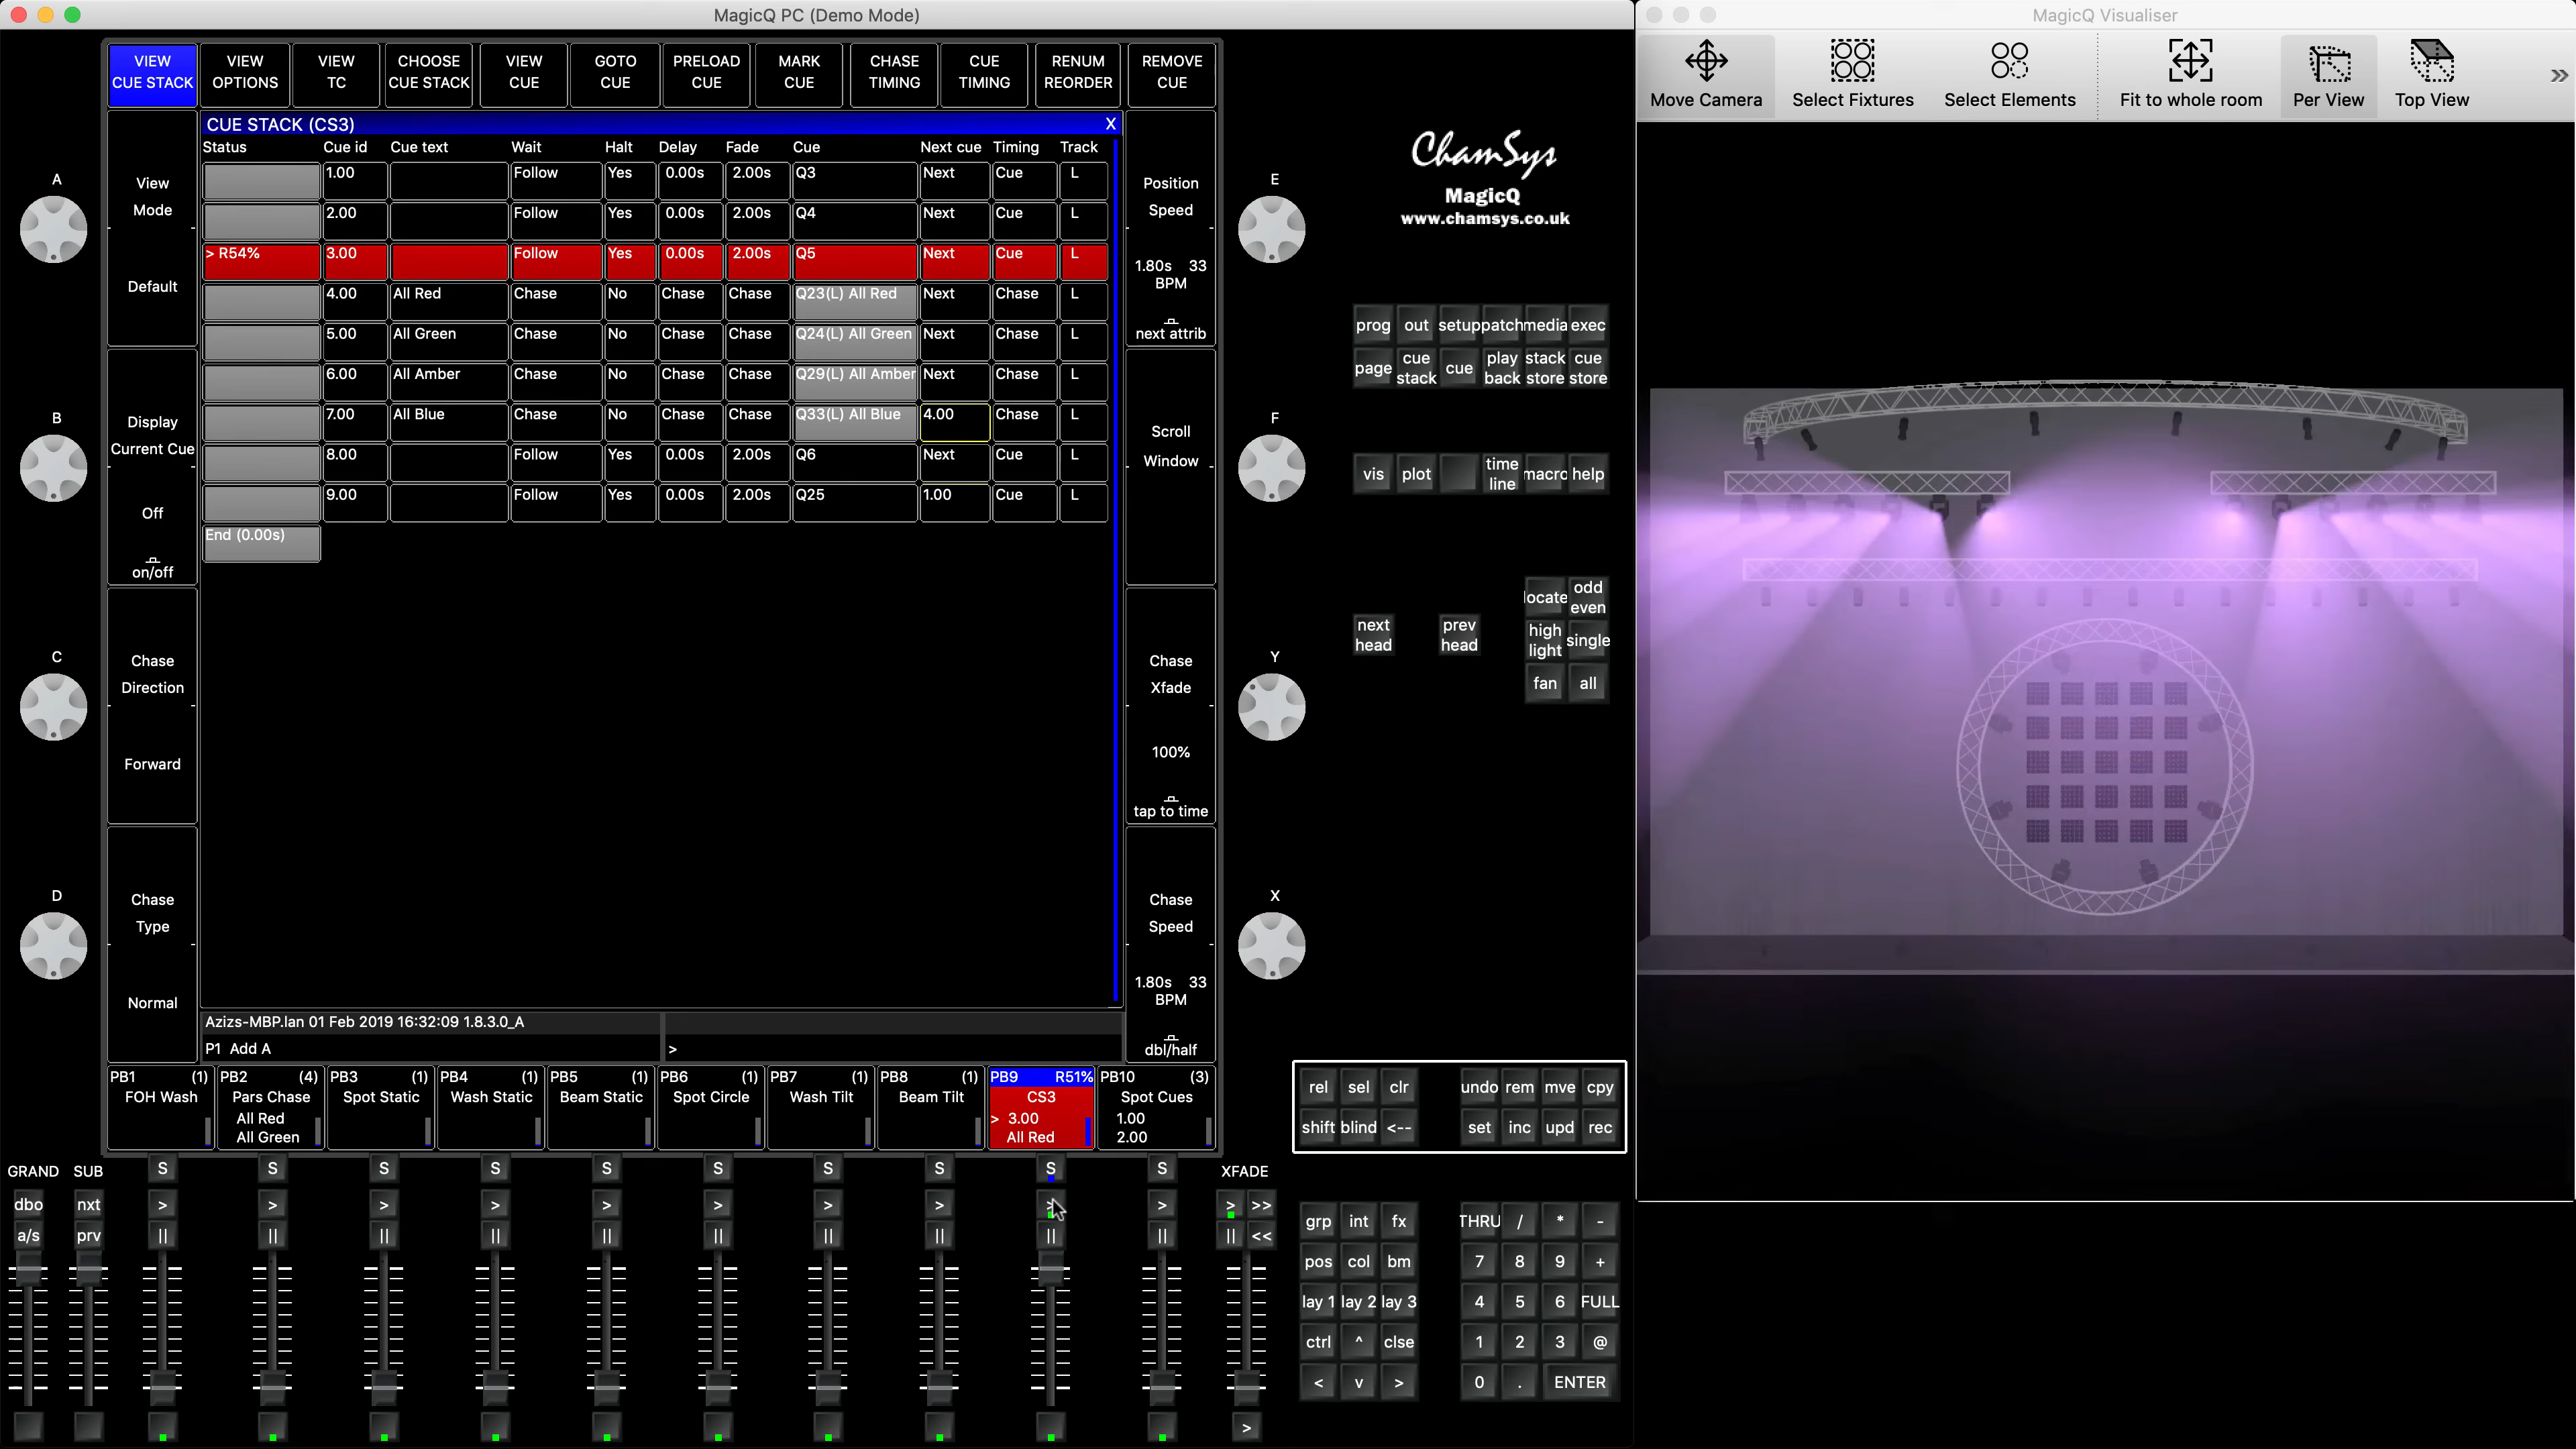 MagicQ PC (Demo Mode)
VIEW CUE STACK
VIEW OPTIONS
VIEW TC
CHOOSE CUE STACK
VIEW CUE
GOTO CUE
PRELOAD CUE
MARK CUE
CHASE TIMING
CUE TIMING
RENUM REORDER
REMOVE CUE
CUE STACK (CS3) X
Status Cue id Cue text Wait Halt Delay Fade Cue Next cue Timing Track
1.00 Follow Yes 0.00s 2.00s Q3 Next Cue L
2.00 Follow Yes 0.00s 2.00s Q4 Next Cue L
> R54% 3.00 Follow Yes 0.00s 2.00s Q5 Next Cue L
4.00 All Red Chase No Chase Chase Q23(L) All Red Next Chase L
5.00 All Green Chase No Chase Chase Q24(L) All Green Next Chase L
6.00 All Amber Chase No Chase Chase Q29(L) All Amber Next Chase L
7.00 All Blue Chase No Chase Chase Q33(L) All Blue 4.00 Chase L
8.00 Follow Yes 0.00s 2.00s Q6 Next Cue L
9.00 Follow Yes 0.00s 2.00s Q25 1.00 Cue L
End (0.00s)
A
View
Mode
Default
B
Display
Current Cue
Off
on/off
C
Chase
Direction
Forward
D
Chase
Type
Normal
Position
Speed
1.80s 33
BPM
next attrib
Scroll
Window
Chase
Xfade
100%
tap to time
Chase
Speed
1.80s 33
BPM
dbl/half
E
F
Y
X
Azizs-MBP.lan 01 Feb 2019 16:32:09 1.8.3.0_A
P1 Add A >
PB1 (1) PB2 (4) PB3 (1) PB4 (1) PB5 (1) PB6 (1) PB7 (1) PB8 (1) PB9 R51% PB10 (3)
FOH Wash Pars Chase Spot Static Wash Static Beam Static Spot Circle Wash Tilt Beam Tilt CS3 Spot Cues
All Red > 3.00 1.00
All Green All Red 2.00
GRAND SUB S S S S S S S S S S XFADE
dbo nxt > > > > > > > > > > > >>
a/s prv || || || || || || || || || || || <<
>
ChamSys
MagicQ
www.chamsys.co.uk
prog out setup patch media exec
page cue stack cue play back stack store cue store
vis plot time line macro help
next head prev head
locate odd even
high light single
fan all
rel sel clr undo rem mve cpy
shift blind <-- set inc upd rec
grp int fx THRU / * -
pos col bm 7 8 9 +
lay 1 lay 2 lay 3 4 5 6 FULL
ctrl ^ clse 1 2 3 @
< v > 0 . ENTER
MagicQ Visualiser
Move Camera Select Fixtures Select Elements Fit to whole room Per View Top View »